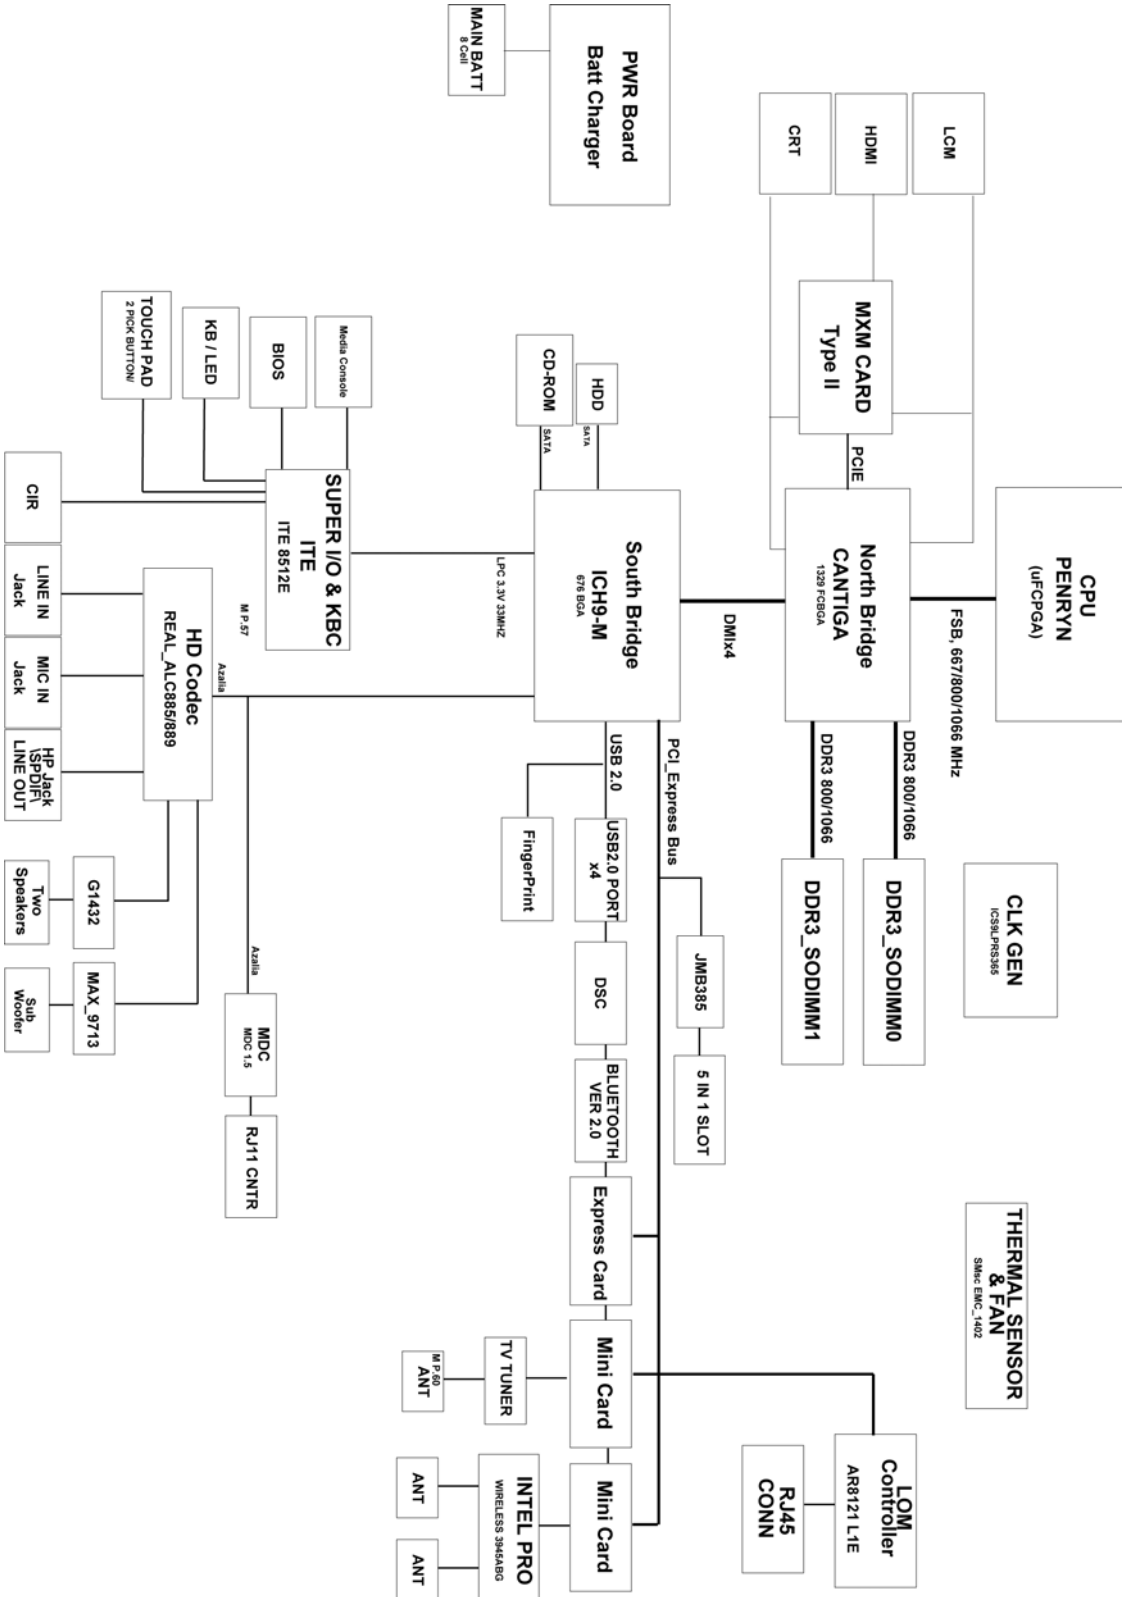 CPU
PENRYN
(uFCPGA)
CLK GEN
ICS9LPRS365
THERMAL SENSOR
& FAN
SMsc EMC_1402
FSB, 667/800/1066 MHz
LCM
HDMI
CRT
MXM CARD
Type II
PCIE
North Bridge
CANTIGA
1329 FCBGA
DDR3 800/1066
DDR3_SODIMM0
DDR3 800/1066
DDR3_SODIMM1
LOM
Controller
AR8121 L1E
RJ45
CONN
DMIx4
PWR Board
Batt Charger
MAIN BATT
8 Cell
HDD
SATA
CD-ROM
SATA
South Bridge
ICH9-M
676 BGA
PCI_Express Bus
JMB385
5 IN 1 SLOT
USB 2.0
USB2.0 PORT
x4
DSC
BLUETOOTH
VER 2.0
Express Card
Mini Card
Mini Card
FingerPrint
TV TUNER
M P.60
ANT
INTEL PRO
WIRELESS 3945ABG
ANT
ANT
LPC 3.3V 33MHZ
Media Console
BIOS
KB / LED
TOUCH PAD
2 PICK BUTTON/
SUPER I/O & KBC
ITE
ITE 8512E
M P.57
Azalia
Azalia
MDC
MDC 1.5
RJ11 CNTR
HD Codec
REAL_ALC885/889
CIR
LINE IN
Jack
MIC IN
Jack
HP Jack
\SPDIF\
LINE OUT
G1432
Two
Speakers
MAX_9713
Sub
Woofer